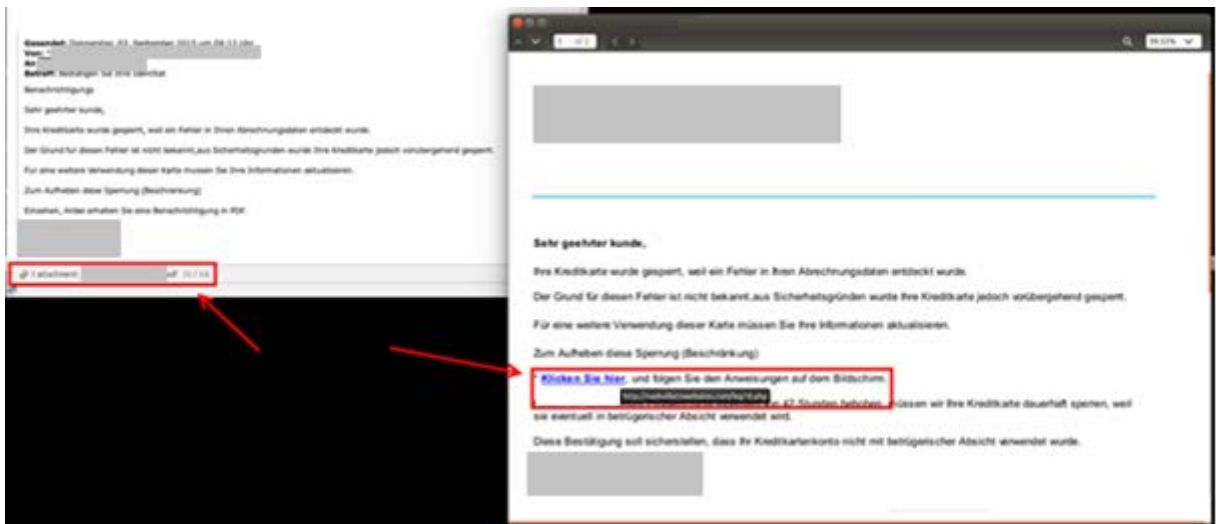 Gesendet: Donnerstag, 03. September 2015 um 08:12 Uhr
Von:
An:
Betreff: Bestätigen Sie Ihre Identität
Benachrichtigungs
Sehr geehrter kunde,
Ihre Kreditkarte wurde gesperrt, weil ein Fehler in Ihren Abrechnungsdaten entdeckt wurde.
Der Grund für diesen Fehler ist nicht bekannt,aus Sicherheitsgrunden wurde Ihre Kreditkarte jedoch vorübergehend gesperrt.
Fur eine weitere Verwendung dieser Karte mussen Sie Ihre Informationen aktualisieren.
Zum Aufheben diese Sperrung (Beschrankung)
Einsehen, Anbei erhalten Sie eine Benachrichtigung in PDF.
1 attachment:
Sehr geehrter kunde,
Ihre Kreditkarte wurde gesperrt, weil ein Fehler in Ihren Abrechnungsdaten entdeckt wurde.
Der Grund für diesen Fehler ist nicht bekannt,aus Sicherheitsgründen wurde Ihre Kreditkarte jedoch vorübergehend gesperrt.
Für eine weitere Verwendung dieser Karte müssen Sie Ihre Informationen aktualisieren.
Zum Aufheben diese Sperrung (Beschränkung)
* Klicken Sie hier, und folgen Sie den Anweisungen auf dem Bildschirm.
Stunden behoben, müssen wir Ihre Kreditkarte dauerhaft sperren, weil
sie eventuell in betrügerischer Absicht verwendet wird.
Diese Bestätigung soll sicherstellen, dass Ihr Kreditkartenkonto nicht mit betrügerischer Absicht verwendet wurde.